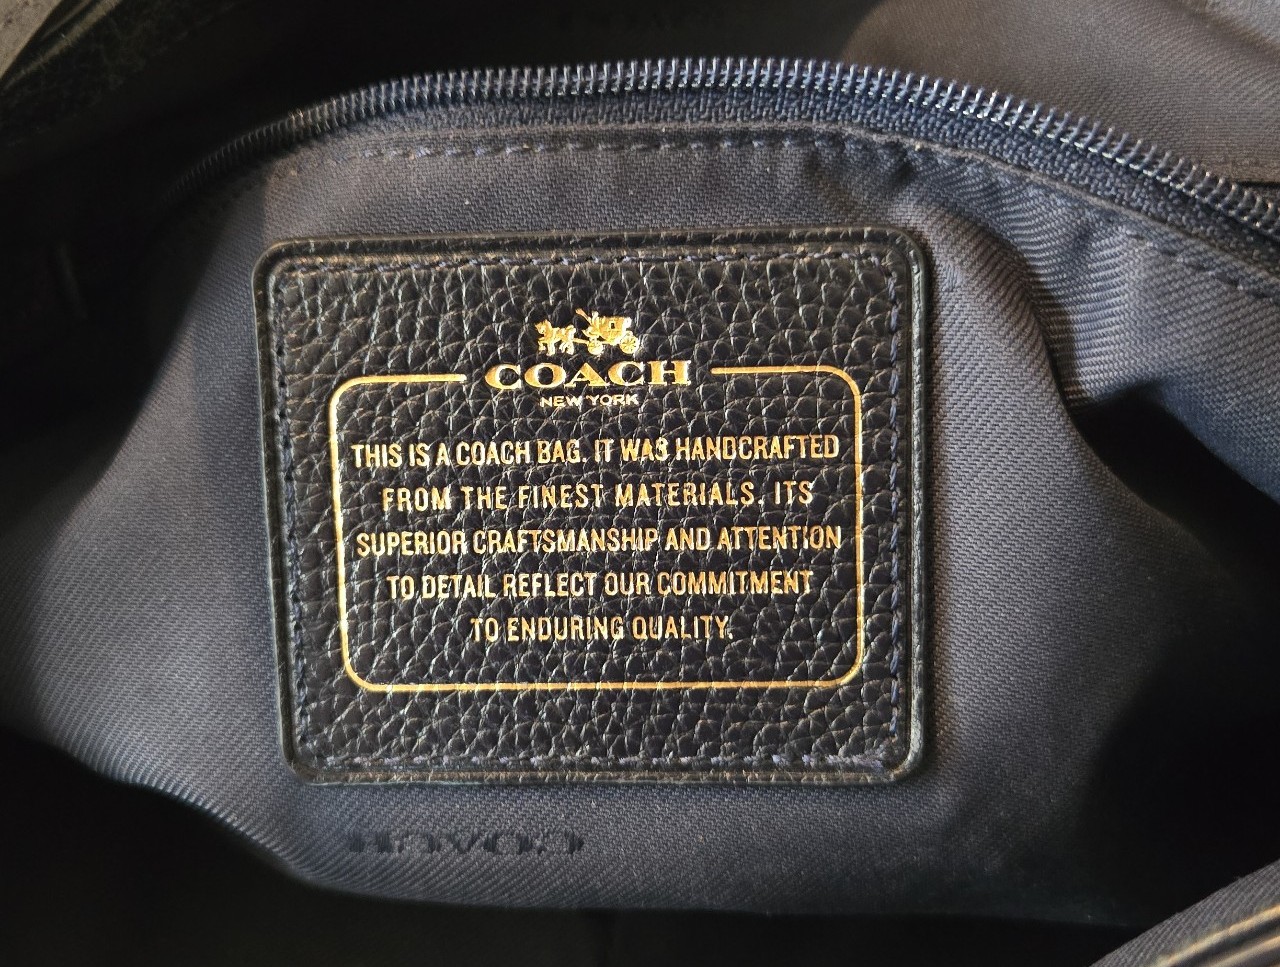 COACH
NEW YORK
THIS IS A COACH BAG. IT WAS HANDCRAFTED
FROM THE FINEST MATERIALS. ITS
SUPERIOR CRAFTSMANSHIP AND ATTENTION
TO DETAIL REFLECT OUR COMMITMENT
TO ENDURING QUALITY.
COACH